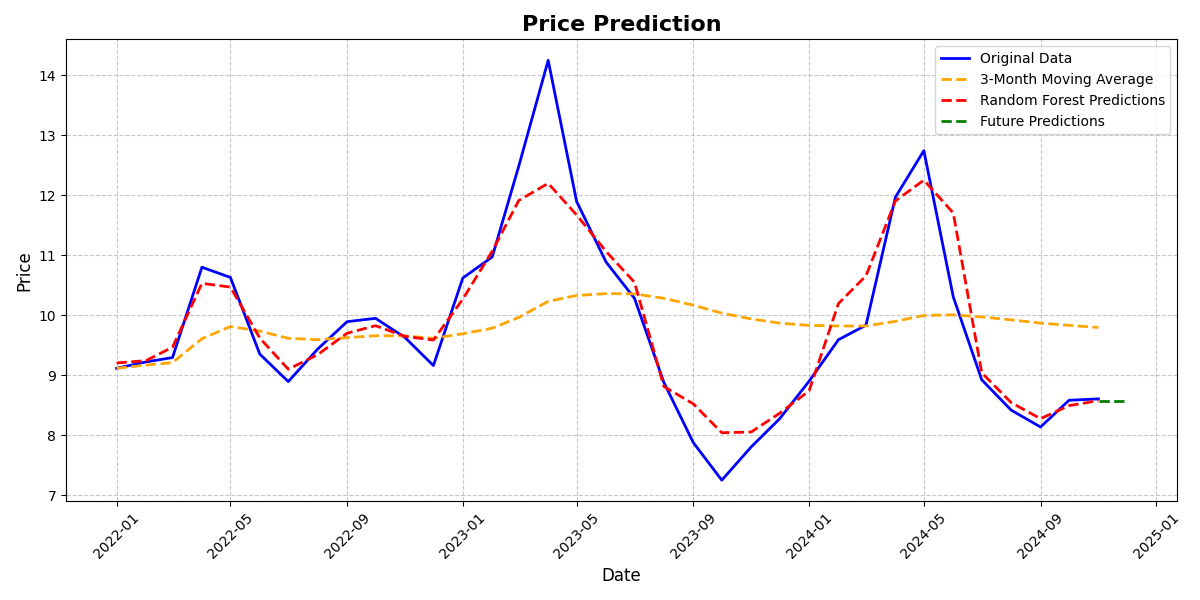 Price Prediction
Original Data
3-Month Moving Average
Random Forest Predictions
Future Predictions
Price
14
13
12
11
10
9
8
7
2022-01
2022-05
2022-09
2023-01
2023-05
2023-09
2024-01
2024-05
2024-09
2025-01
Date